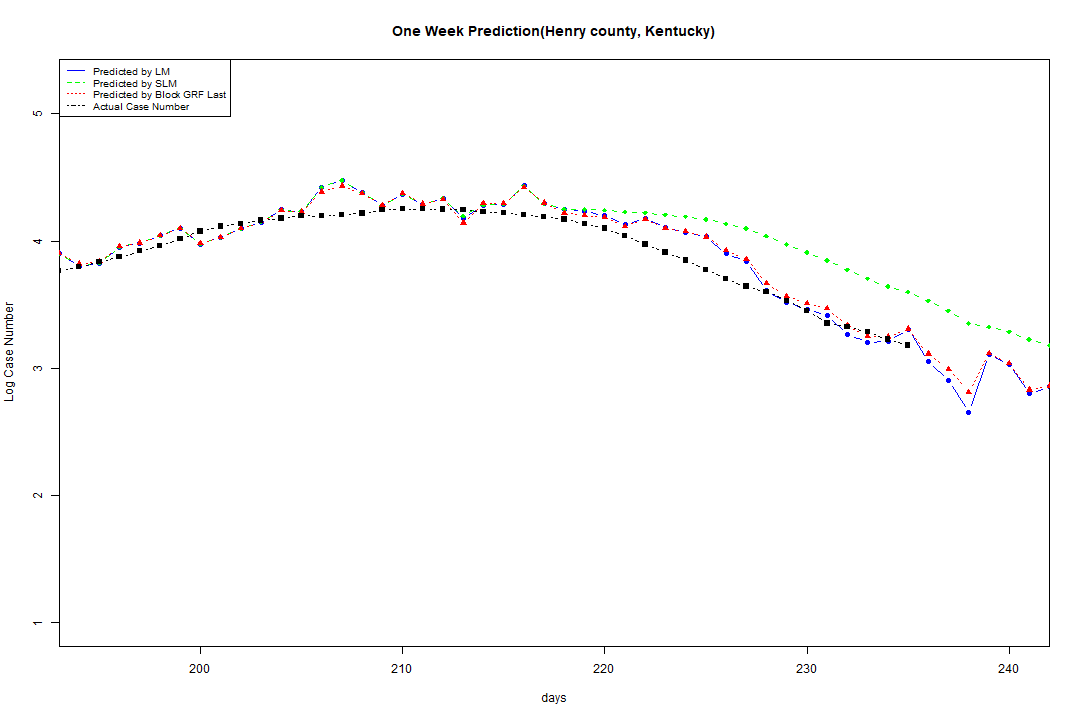 One Week Prediction(Henry county, Kentucky)
Predicted by LM
Predicted by SLM
Predicted by Block GRF Last
Actual Case Number
5
4
3
2
1
Log Case Number
200 210 220 230 240
days